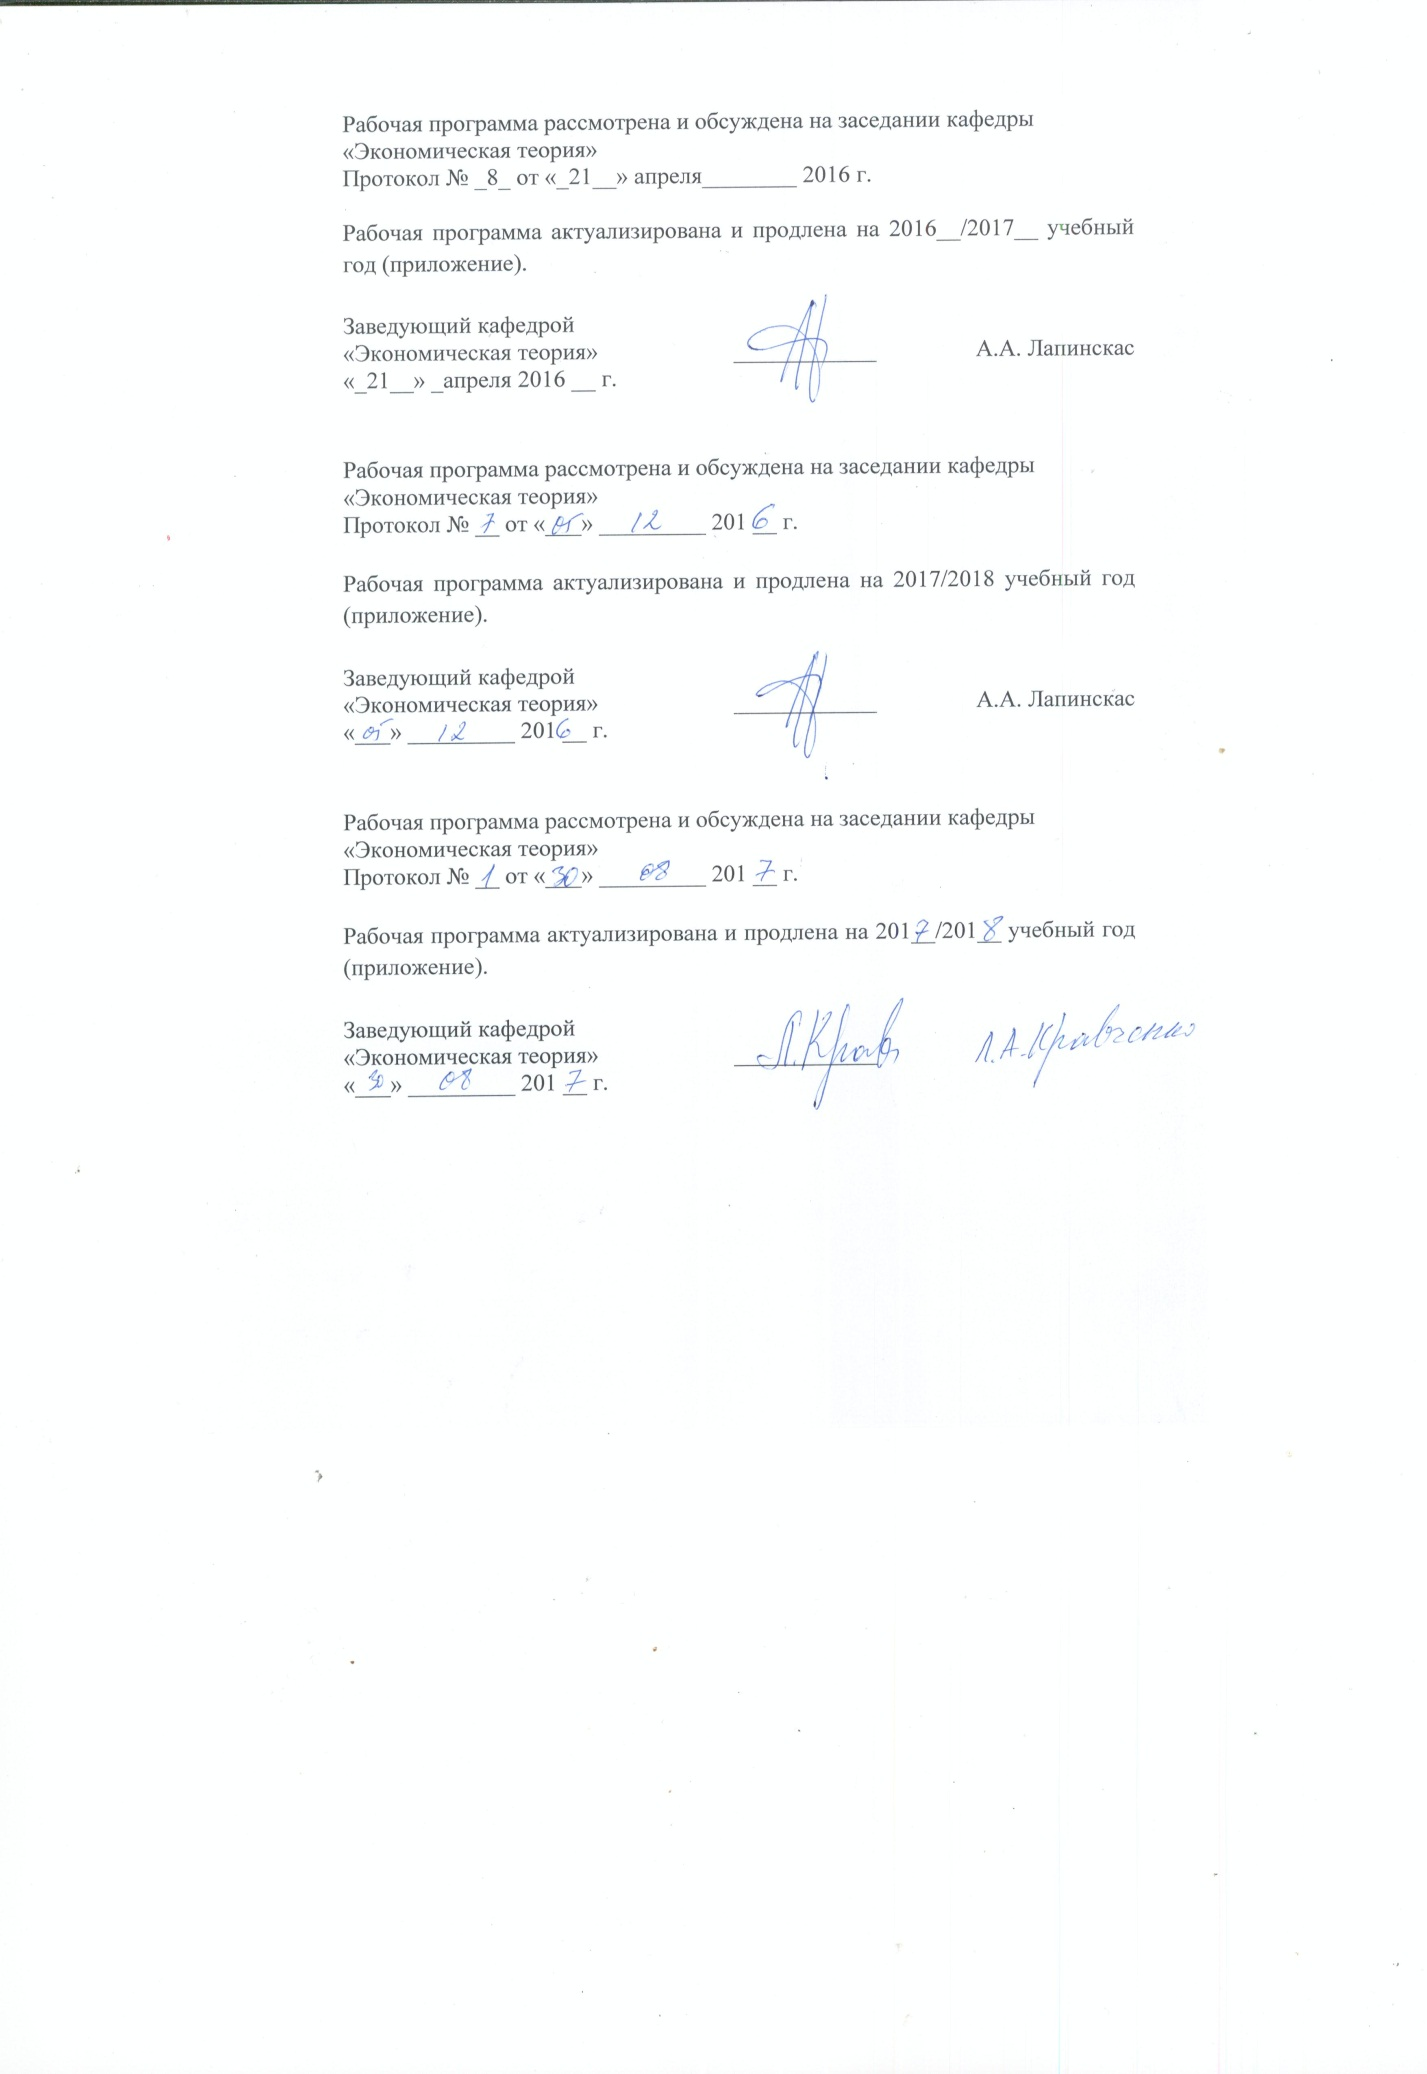 Рабочая программа рассмотрена и обсуждена на заседании кафедры
«Экономическая теория»
Протокол № _8_ от «_21__» апреля_________ 2016 г.
Рабочая программа актуализирована и продлена на 2016__/2017__ учебный
год (приложение).
Заведующий кафедрой
«Экономическая теория» ____________ А.А. Лапинскас
«_21__» _апреля 2016 __ г.
Рабочая программа рассмотрена и обсуждена на заседании кафедры
«Экономическая теория»
Протокол № 7 от «05» 12 2016 г.
Рабочая программа актуализирована и продлена на 2017/2018 учебный год
(приложение).
Заведующий кафедрой
«Экономическая теория» ____________ А.А. Лапинскас
«05» 12 2016 г.
Рабочая программа рассмотрена и обсуждена на заседании кафедры
«Экономическая теория»
Протокол № 1 от «30» 08 2017 г.
Рабочая программа актуализирована и продлена на 2017/2018 учебный год
(приложение).
Заведующий кафедрой
«Экономическая теория» Л.Крав Л.А.Кравченко
«30» 08 2017 г.